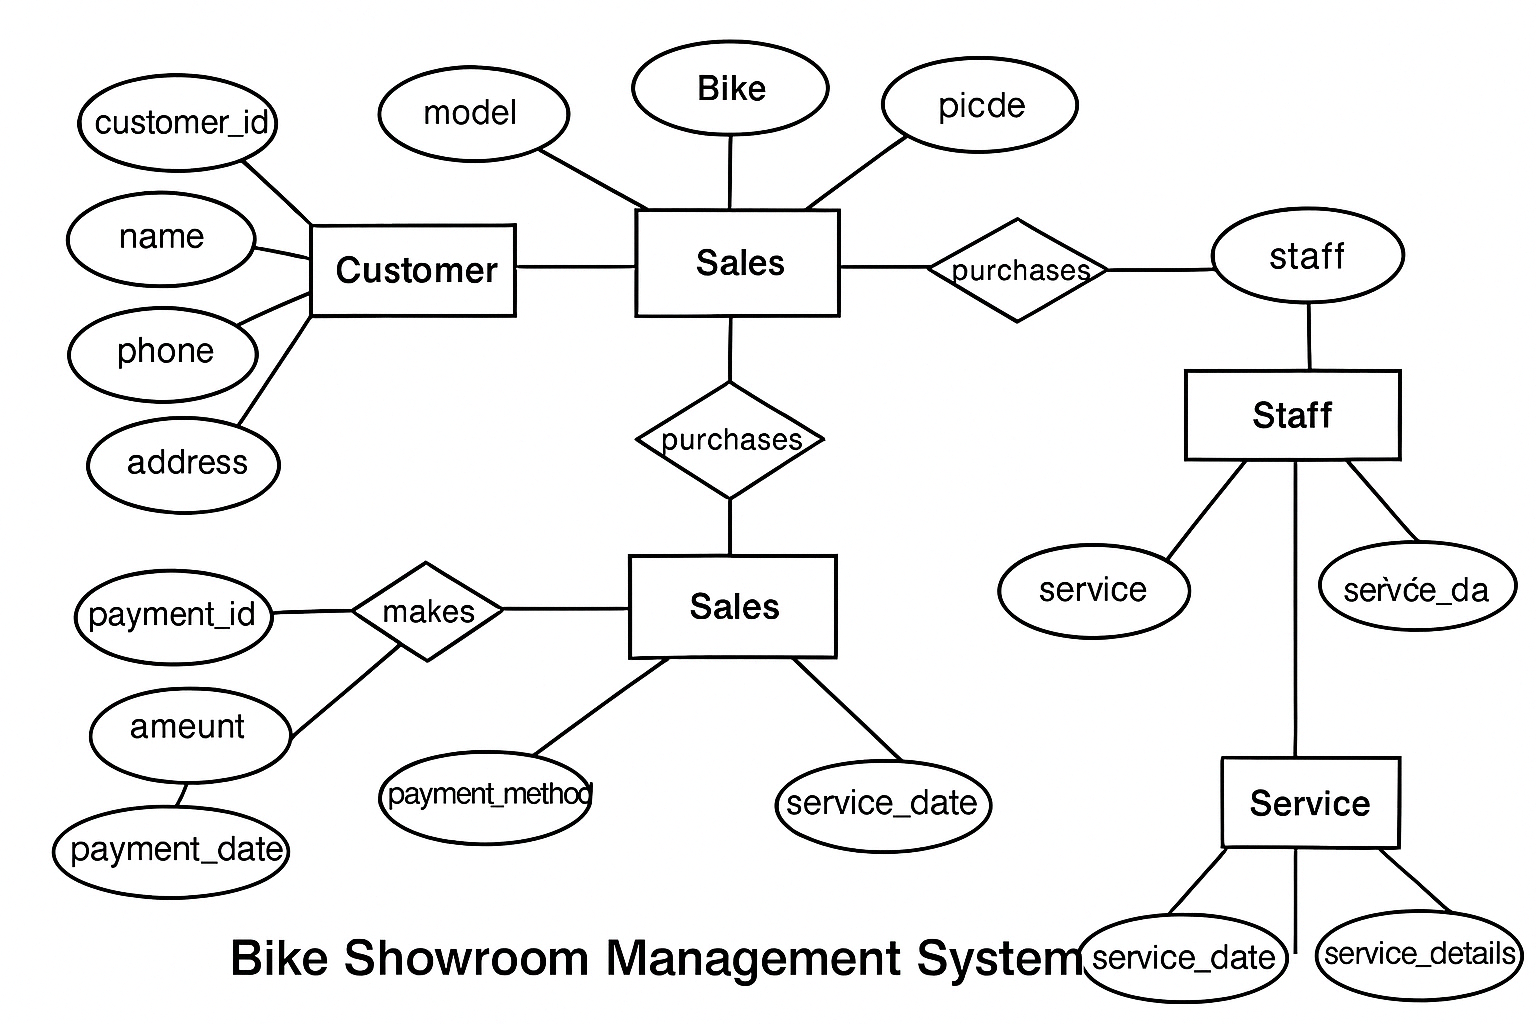 Bike
model
picde
customer_id
name
Customer
Sales
purchases
staff
phone
address
purchases
Staff
service
servće_da
payment_id
makes
Sales
ameunt
payment_method
service_date
payment_date
Service
Bike Showroom Management System
service_date
service_details